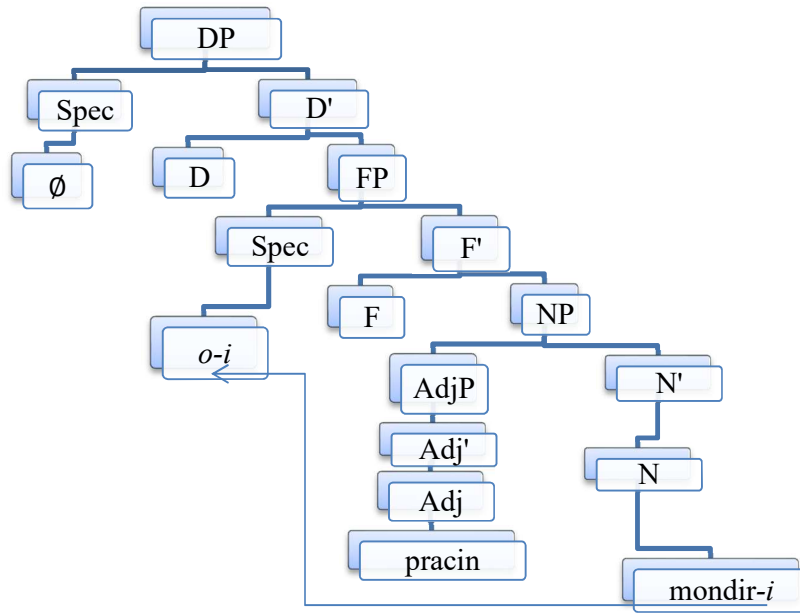 DP
Spec D'
∅ D FP
Spec F'
F NP
o-i
AdjP N'
Adj'
Adj N
pracin mondir-i